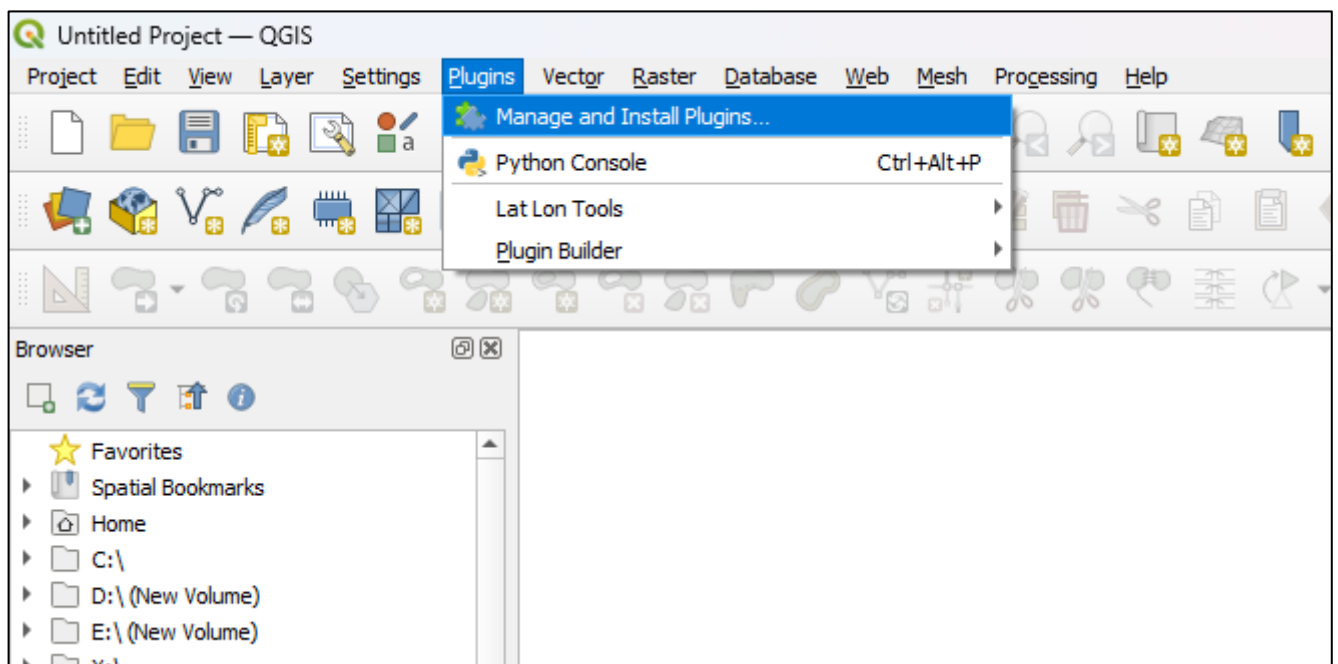 Untitled Project — QGIS
Project Edit View Layer Settings Plugins Vector Raster Database Web Mesh Processing Help
Manage and Install Plugins...
a
Python Console Ctrl+Alt+P
Lat Lon Tools
Plugin Builder
Browser
Favorites
Spatial Bookmarks
Home
C:\
D:\ (New Volume)
E:\ (New Volume)